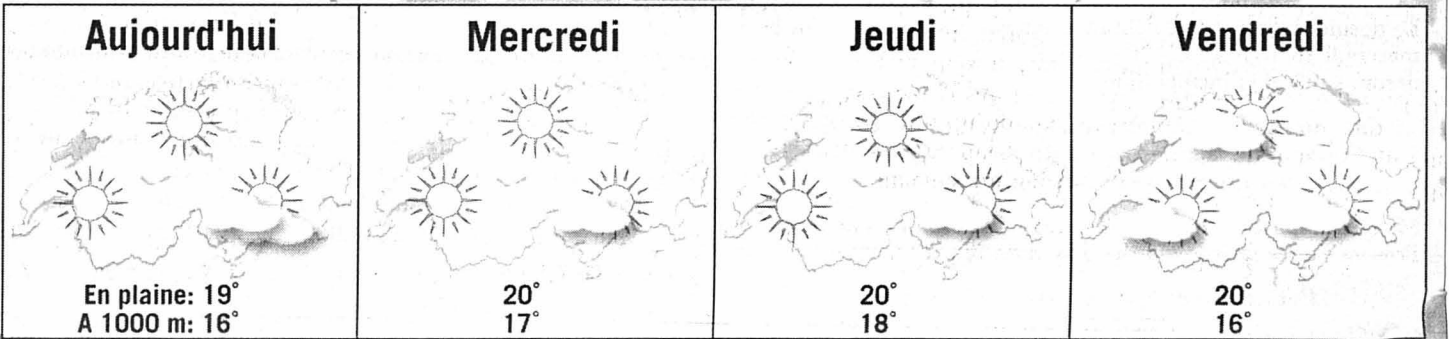 Aujourd'hui
En plaine: 19°
A 1000 m: 16°
Mercredi
20°
17°
Jeudi
20°
18°
Vendredi
20°
16°